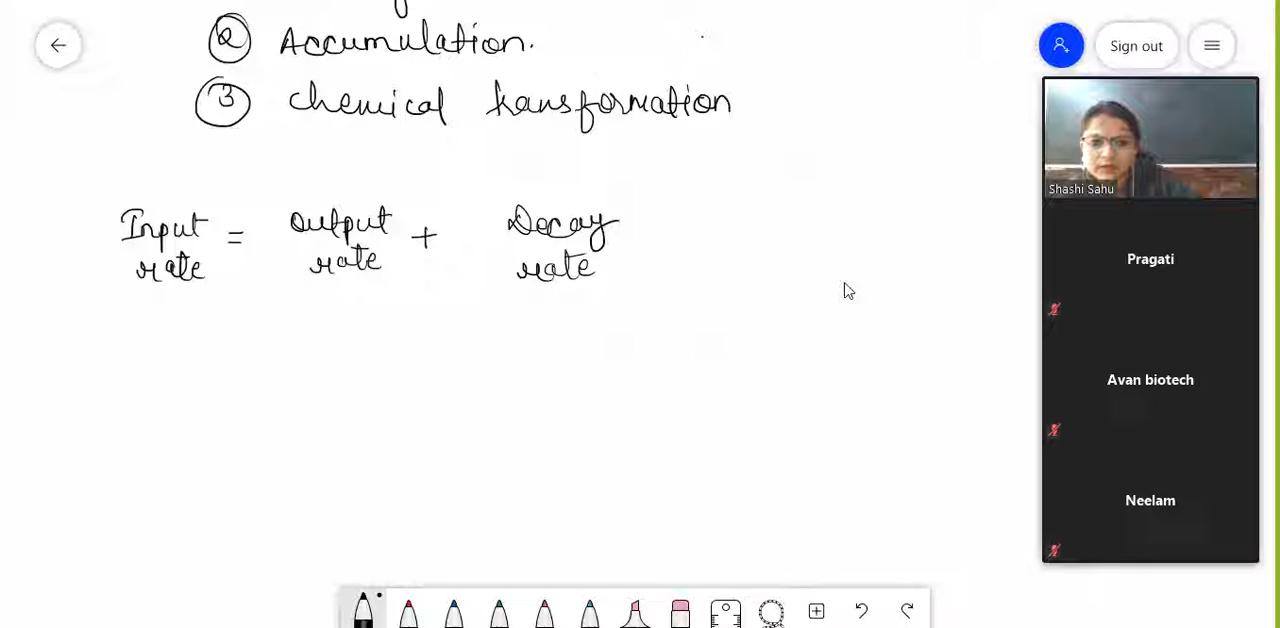 ② Accumulation.
③ Chemical transformation
Input rate = Output rate + Decay rate
Sign out
Shashi Sahu
Pragati
Avan biotech
Neelam